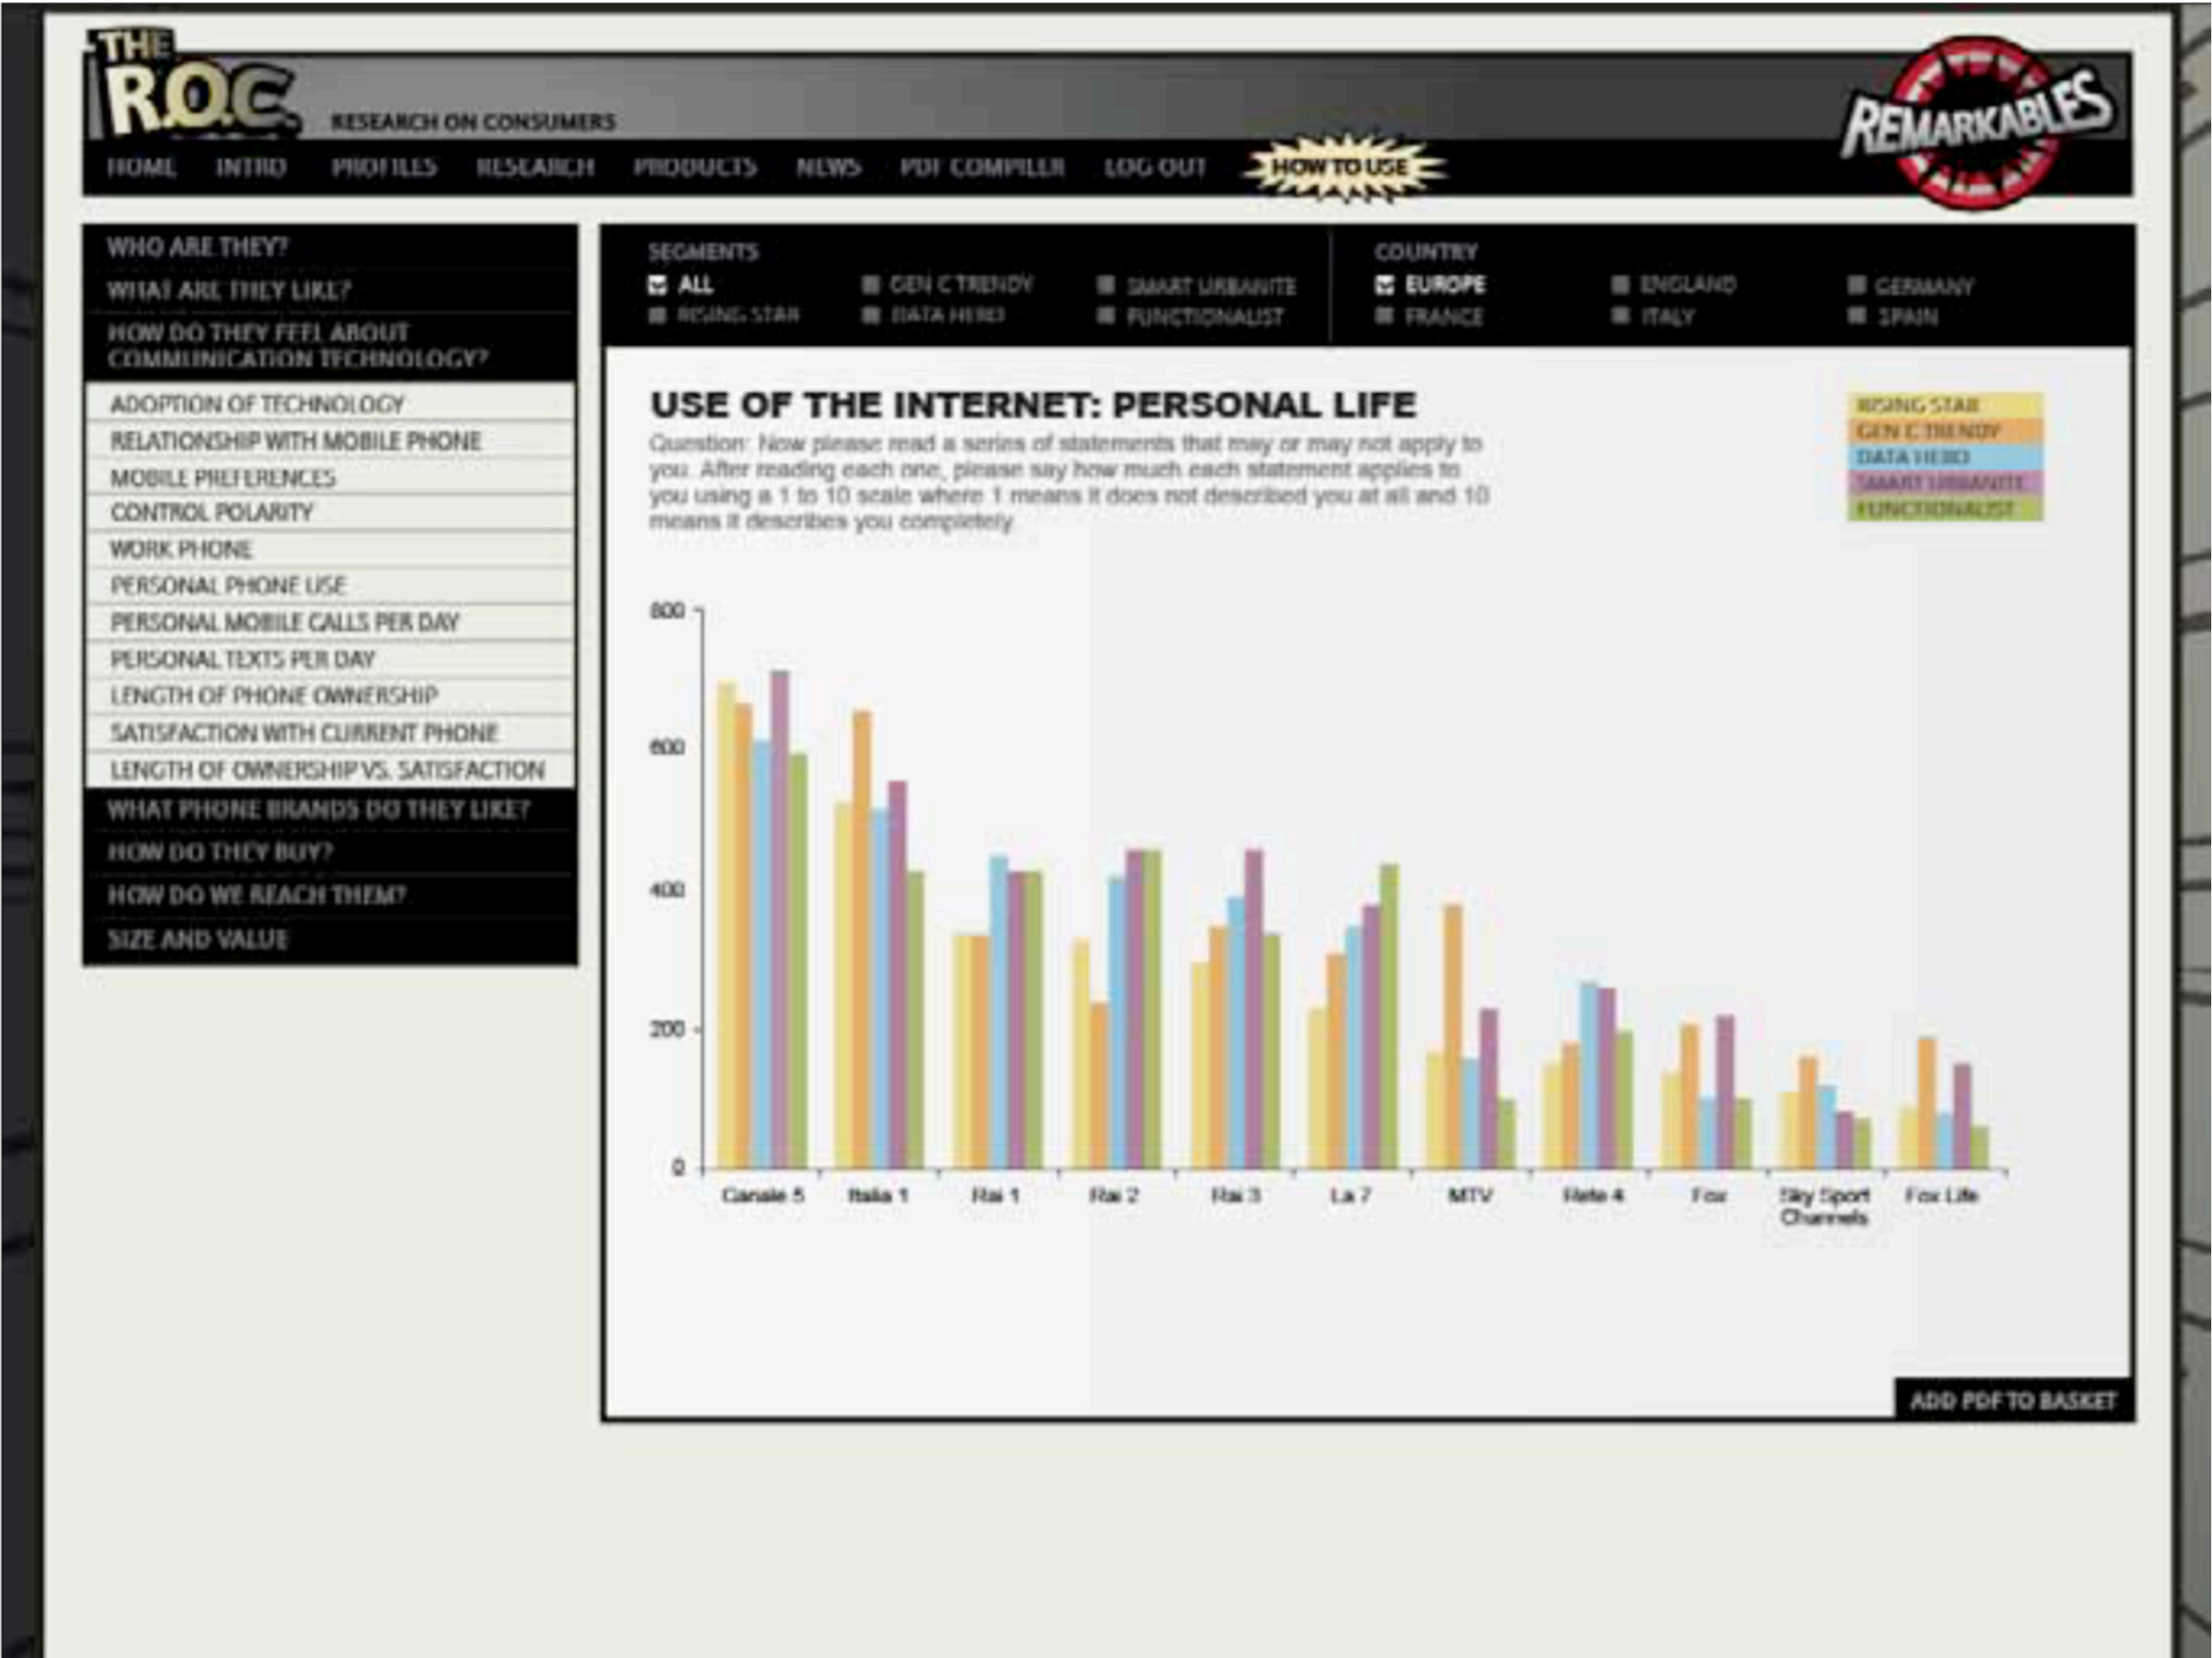 THE
R.O.C.
RESEARCH ON CONSUMERS
REMARKABLES
HOME INTRO PROFILES RESEARCH PRODUCTS NEWS PDF COMPILER LOG OUT HOW TO USE
WHO ARE THEY?
WHAT ARE THEY LIKE?
HOW DO THEY FEEL ABOUT
COMMUNICATION TECHNOLOGY?
ADOPTION OF TECHNOLOGY
RELATIONSHIP WITH MOBILE PHONE
MOBILE PREFERENCES
CONTROL POLARITY
WORK PHONE
PERSONAL PHONE USE
PERSONAL MOBILE CALLS PER DAY
PERSONAL TEXTS PER DAY
LENGTH OF PHONE OWNERSHIP
SATISFACTION WITH CURRENT PHONE
LENGTH OF OWNERSHIP VS. SATISFACTION
WHAT PHONE BRANDS DO THEY LIKE?
HOW DO THEY BUY?
HOW DO WE REACH THEM?
SIZE AND VALUE
SEGMENTS
ALL GEN C TRENDY SMART URBANITE
RISING STAR DATA HERO FUNCTIONALIST
COUNTRY
EUROPE ENGLAND GERMANY
FRANCE ITALY SPAIN
USE OF THE INTERNET: PERSONAL LIFE
Question: Now please read a series of statements that may or may not apply to
you. After reading each one, please say how much each statement applies to
you using a 1 to 10 scale where 1 means it does not described you at all and 10
means it describes you completely
RISING STAR
GEN C TRENDY
DATA HERO
SMART URBANITE
FUNCTIONALIST
800
600
400
200
0
Canale 5 Italia 1 Rai 1 Rai 2 Rai 3 La 7 MTV Rete 4 Fox Sky Sport Channels Fox Life
ADD PDF TO BASKET